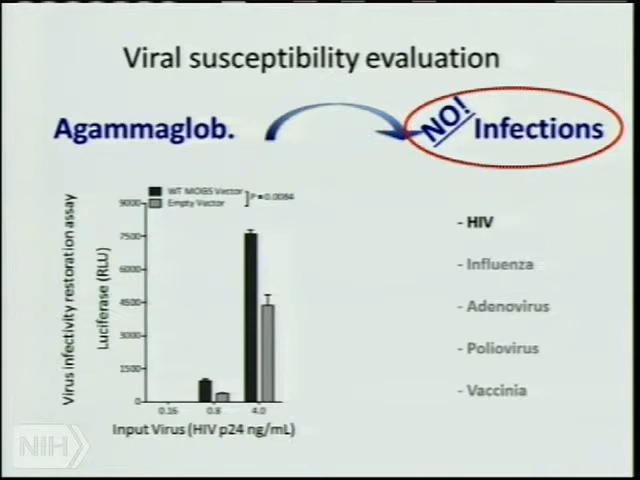 Viral susceptibility evaluation
Agammaglob.
NO! Infections
WT MOGS Vector
Empty Vector
P = 0.0084
Virus infectivity restoration assay
Luciferase (RLU)
9000
7500
6000
4500
3000
1500
0
0.16 0.8 4.0
Input Virus (HIV p24 ng/mL)
- HIV
- Influenza
- Adenovirus
- Poliovirus
- Vaccinia
NIH